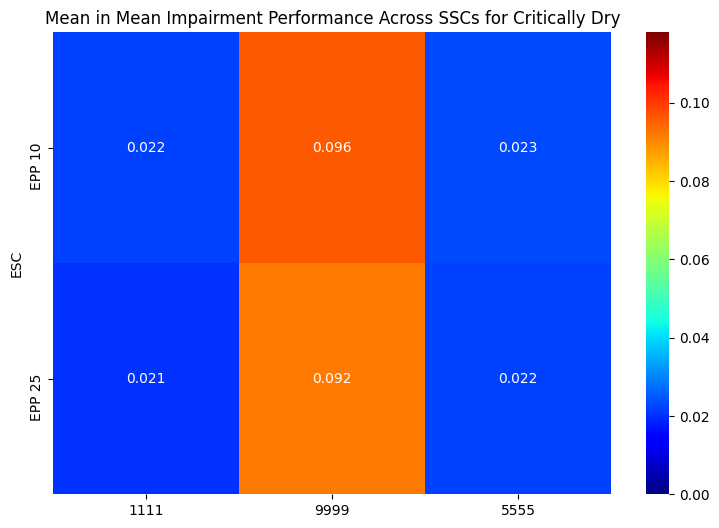 Mean in Mean Impairment Performance Across SSCs for Critically Dry
ESC
EPP 10
EPP 25
0.022 0.096 0.023
0.021 0.092 0.022
1111 9999 5555
0.10
0.08
0.06
0.04
0.02
0.00